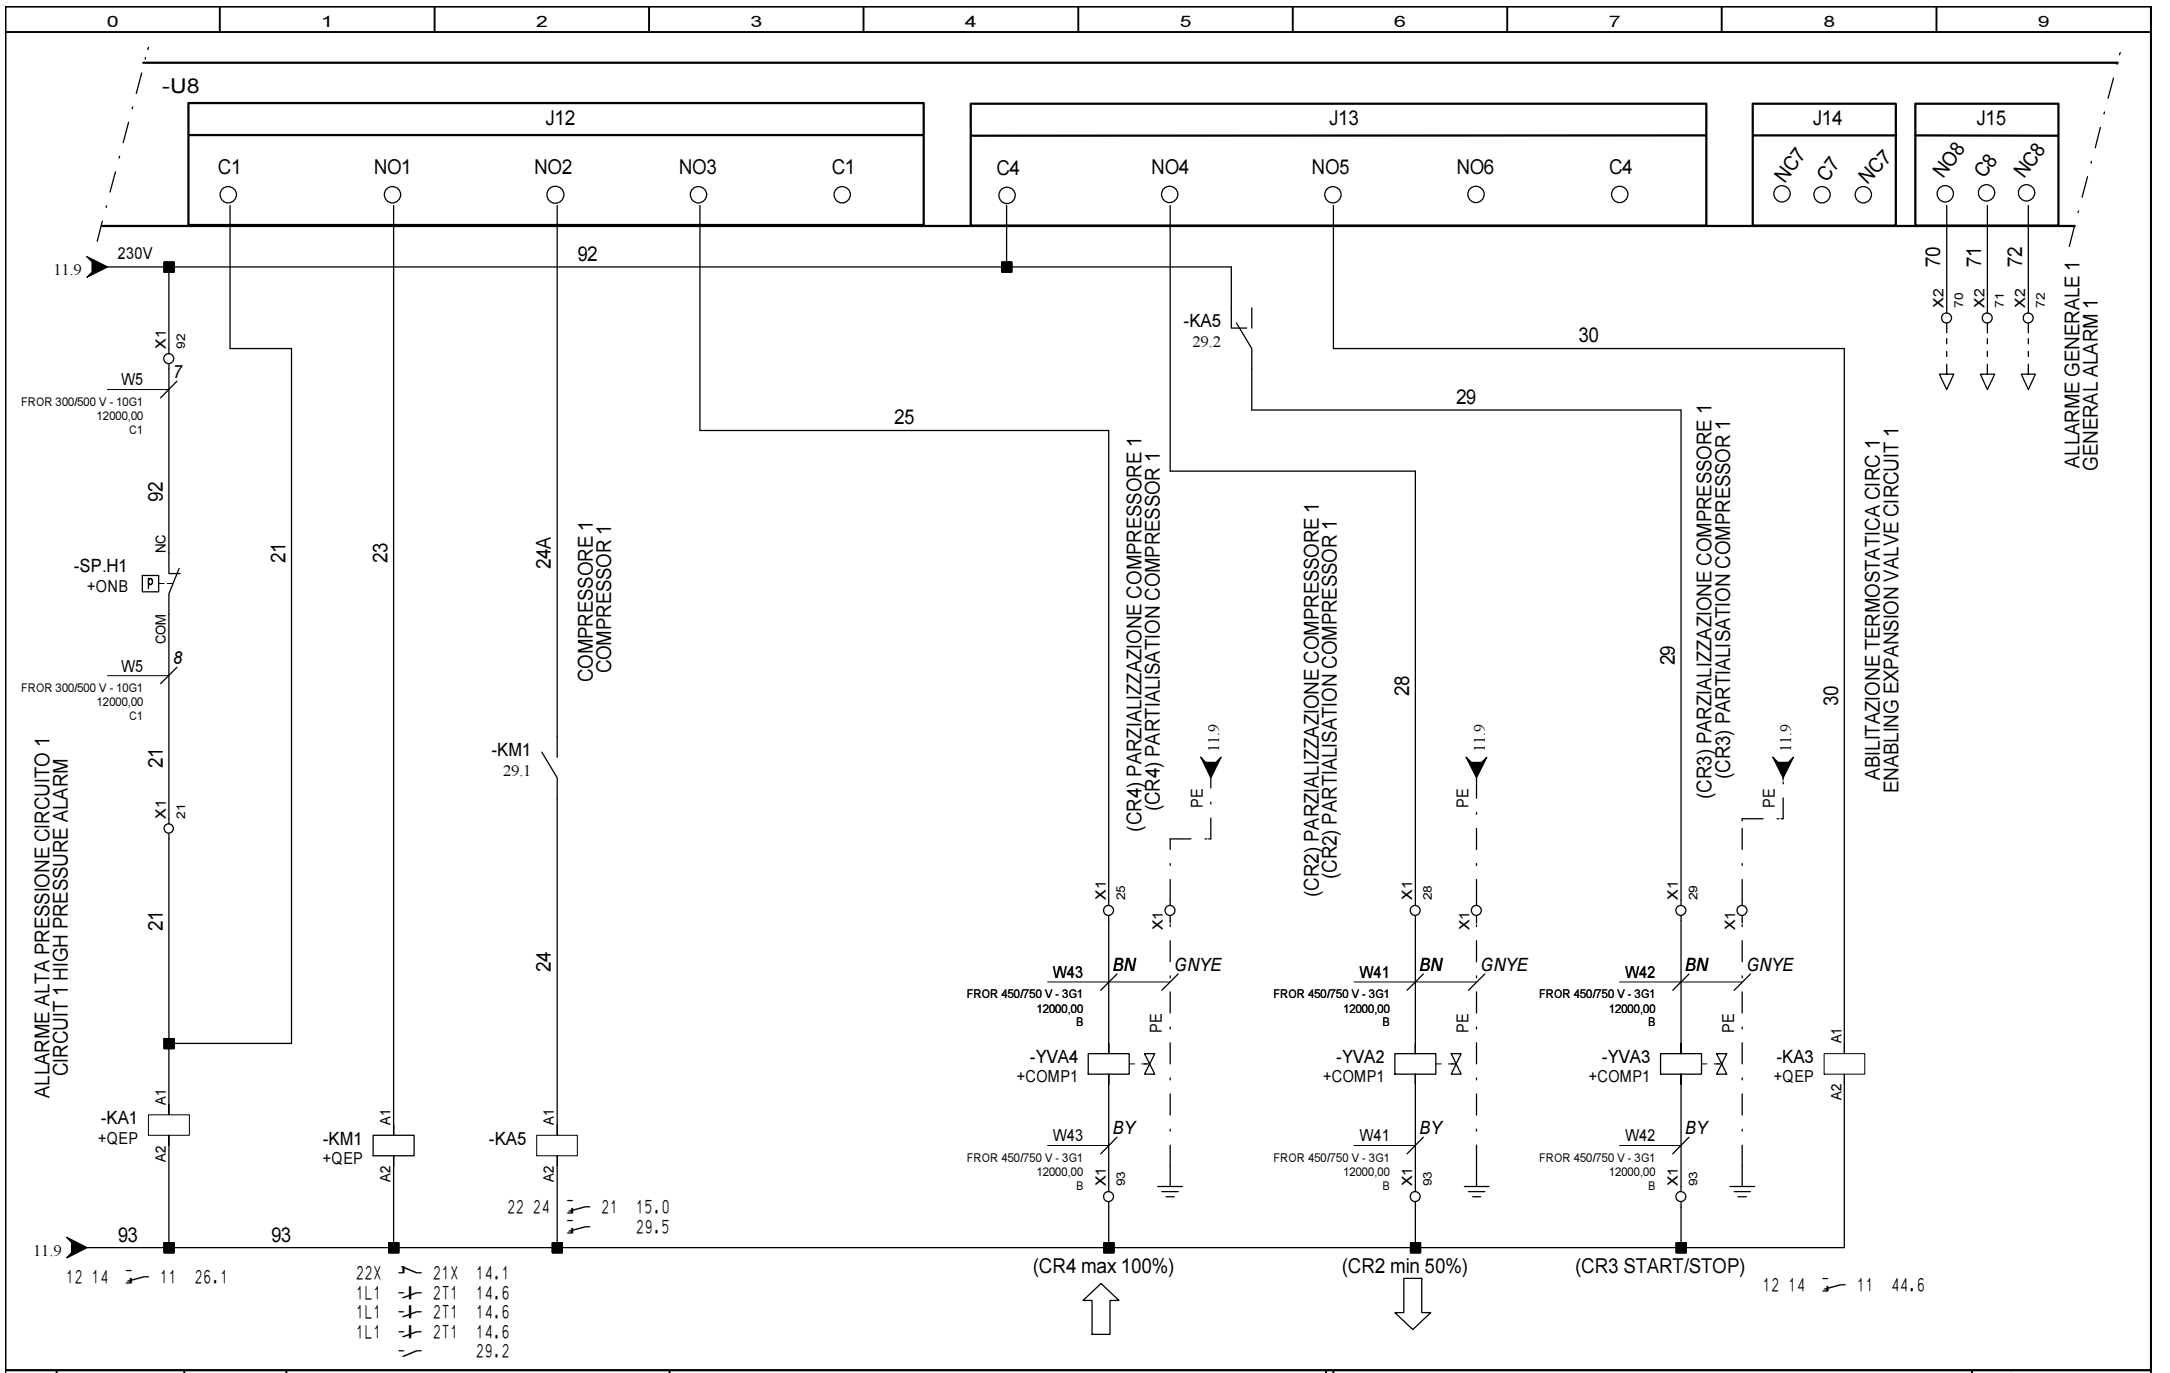 0 1 2 3 4 5 6 7 8 9
-U8
J12 J13 J14 J15
C1 NO1 NO2 NO3 C1 C4 NO4 NO5 NO6 C4 NC7 C7 NC7 NO8 C8 NC8
11.9 230V 92
70 71 72
X2 70 X2 71 X2 72
ALLARME GENERALE 1
GENERAL ALARM 1
-KA5
29.2
30
29
25
X1 92
W5 7
FROR 300/500 V - 10G1
12000,00
C1
92
NC
-SP.H1
+ONB
P
COM
W5 8
FROR 300/500 V - 10G1
12000,00
C1
21
X1 21
21
ALLARME ALTA PRESSIONE CIRCUITO 1
CIRCUIT 1 HIGH PRESSURE ALARM
21
23
24A
COMPRESSORE 1
COMPRESSOR 1
-KM1
29.1
24
(CR4) PARZIALIZZAZIONE COMPRESSORE 1
(CR4) PARTIALISATION COMPRESSOR 1
(CR2) PARZIALIZZAZIONE COMPRESSORE 1
(CR2) PARTIALISATION COMPRESSOR 1
(CR3) PARZIALIZZAZIONE COMPRESSORE 1
(CR3) PARTIALISATION COMPRESSOR 1
ABILITAZIONE TERMOSTATICA CIRC 1
ENABLING EXPANSION VALVE CIRCUIT 1
28
29
30
11.9 11.9 11.9
PE PE PE
X1 25 X1 X1 28 X1 X1 29 X1
W43 BN GNYE
FROR 450/750 V - 3G1
12000,00
B
PE
W41 BN GNYE
FROR 450/750 V - 3G1
12000,00
B
PE
W42 BN GNYE
FROR 450/750 V - 3G1
12000,00
B
PE
-YVA4
+COMP1
-YVA2
+COMP1
-YVA3
+COMP1
A1
-KA3
+QEP
A2
A1
-KA1
+QEP
A2
A1
-KM1
+QEP
A2
A1
-KA5
A2
W43 BY
FROR 450/750 V - 3G1
12000,00
B
X1 93
W41 BY
FROR 450/750 V - 3G1
12000,00
B
X1 93
W42 BY
FROR 450/750 V - 3G1
12000,00
B
X1 93
22 24 21 15.0
29.5
11.9 93 93
12 14 11 26.1
22X 21X 14.1
1L1 2T1 14.6
1L1 2T1 14.6
1L1 2T1 14.6
29.2
(CR4 max 100%) (CR2 min 50%) (CR3 START/STOP)
12 14 11 44.6